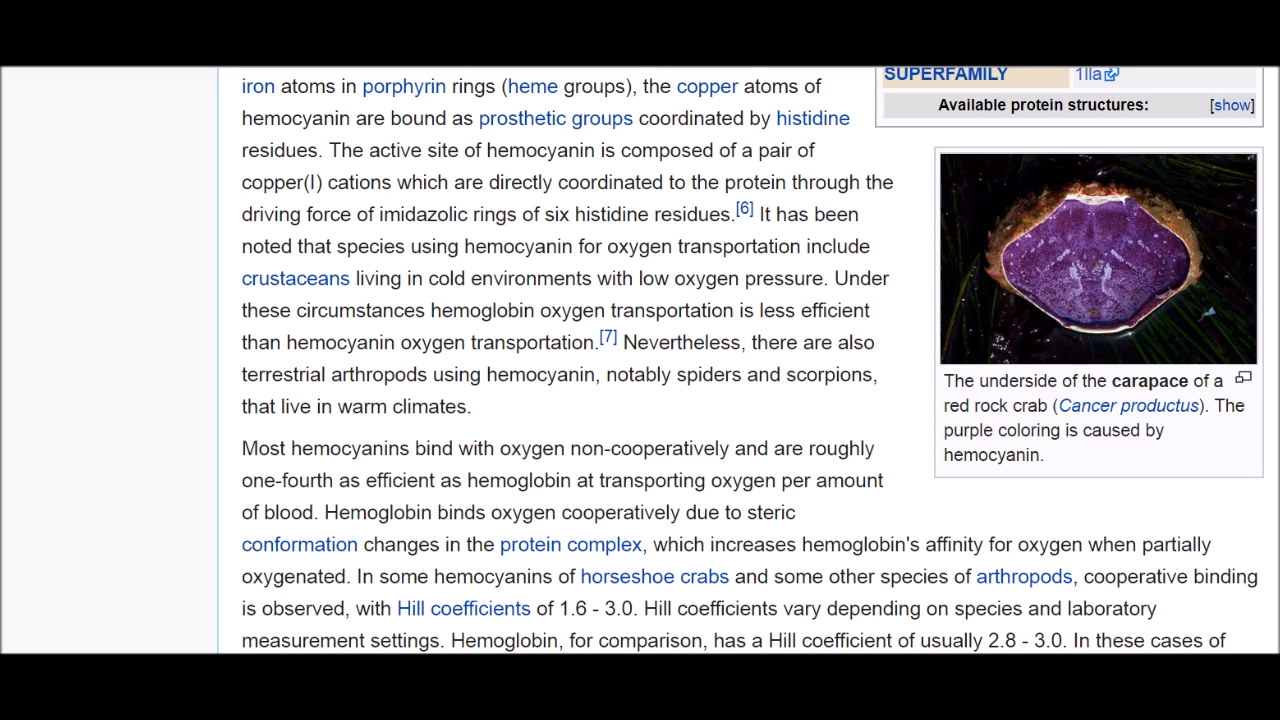 SUPERFAMILY 1lla
Available protein structures: [show]
iron atoms in porphyrin rings (heme groups), the copper atoms of
hemocyanin are bound as prosthetic groups coordinated by histidine
residues. The active site of hemocyanin is composed of a pair of
copper(I) cations which are directly coordinated to the protein through the
driving force of imidazolic rings of six histidine residues.[6] It has been
noted that species using hemocyanin for oxygen transportation include
crustaceans living in cold environments with low oxygen pressure. Under
these circumstances hemoglobin oxygen transportation is less efficient
than hemocyanin oxygen transportation.[7] Nevertheless, there are also
terrestrial arthropods using hemocyanin, notably spiders and scorpions,
that live in warm climates.
The underside of the carapace of a
red rock crab (Cancer productus). The
purple coloring is caused by
hemocyanin.
Most hemocyanins bind with oxygen non-cooperatively and are roughly
one-fourth as efficient as hemoglobin at transporting oxygen per amount
of blood. Hemoglobin binds oxygen cooperatively due to steric
conformation changes in the protein complex, which increases hemoglobin's affinity for oxygen when partially
oxygenated. In some hemocyanins of horseshoe crabs and some other species of arthropods, cooperative binding
is observed, with Hill coefficients of 1.6 - 3.0. Hill coefficients vary depending on species and laboratory
measurement settings. Hemoglobin, for comparison, has a Hill coefficient of usually 2.8 - 3.0. In these cases of